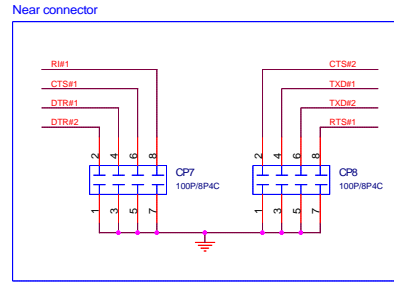 Near connector
RI#1
CTS#1
DTR#1
DTR#2
CTS#2
TXD#1
TXD#2
RTS#1
2 4 6 8
CP7
100P/8P4C
1 3 5 7
2 4 6 8
CP8
100P/8P4C
1 3 5 7